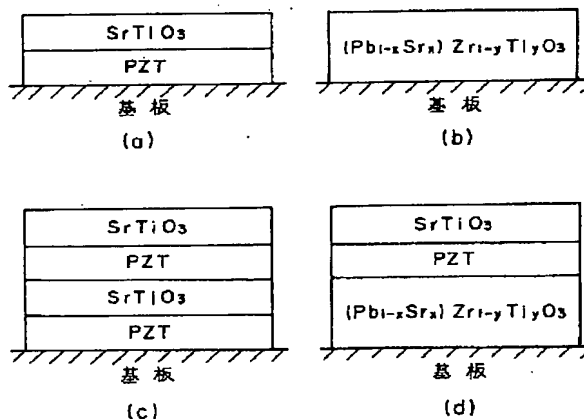 SrTiO3
PZT
基板
(a)
(Pb1-xSrx) Zr1-yTiyO3
基板
(b)
SrTiO3
PZT
SrTiO3
PZT
基板
(c)
SrTiO3
PZT
(Pb1-xSrx) Zr1-yTiyO3
基板
(d)